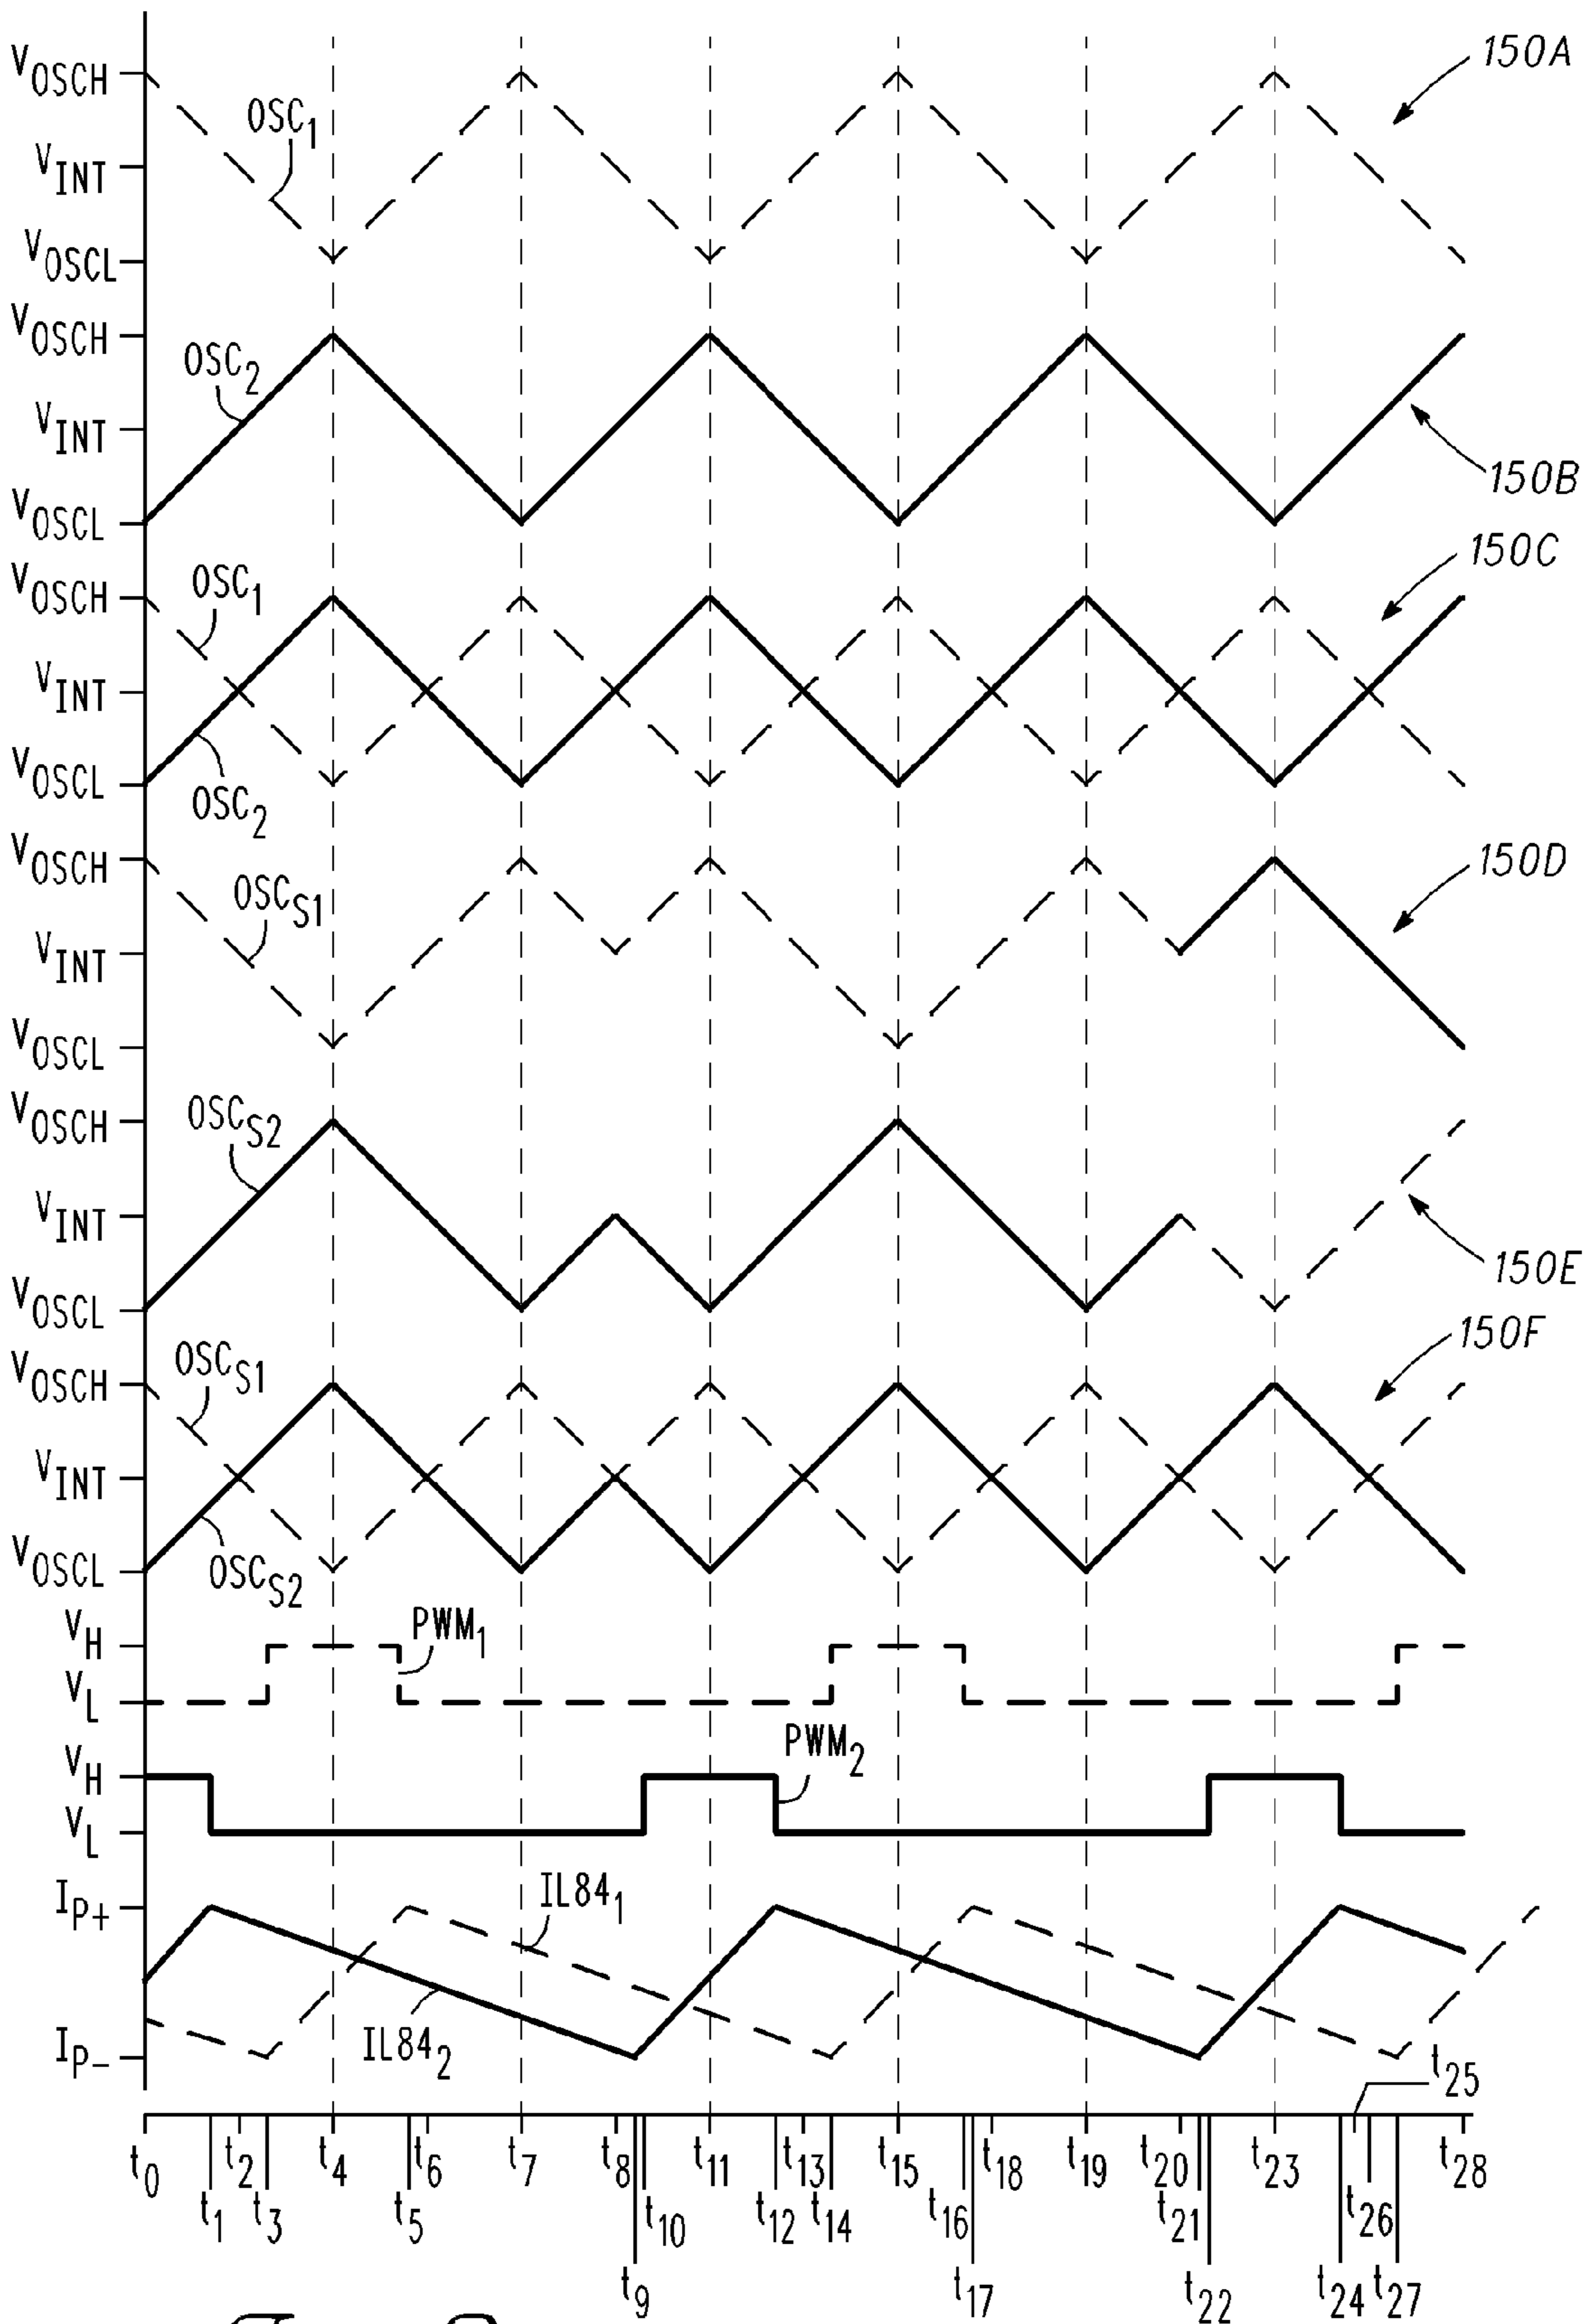 V_OSCH
OSC_1
V_INT
V_OSCL
150A
V_OSCH
OSC_2
V_INT
V_OSCL
150B
V_OSCH
OSC_1
V_INT
V_OSCL
OSC_2
150C
V_OSCH
OSC_S1
V_INT
V_OSCL
150D
V_OSCH
OSC_S2
V_INT
V_OSCL
150E
V_OSCH
OSC_S1
V_INT
V_OSCL
OSC_S2
150F
V_H
PWM_1
V_L
V_H
PWM_2
V_L
I_P+
IL84_1
I_P-
IL84_2
t_25
t_0 t_2 t_4 t_6 t_7 t_8 t_11 t_13 t_15 t_18 t_19 t_20 t_23 t_28
t_1 t_3 t_5 t_10 t_12 t_14 t_16 t_21 t_26
t_9 t_17 t_22 t_24 t_27